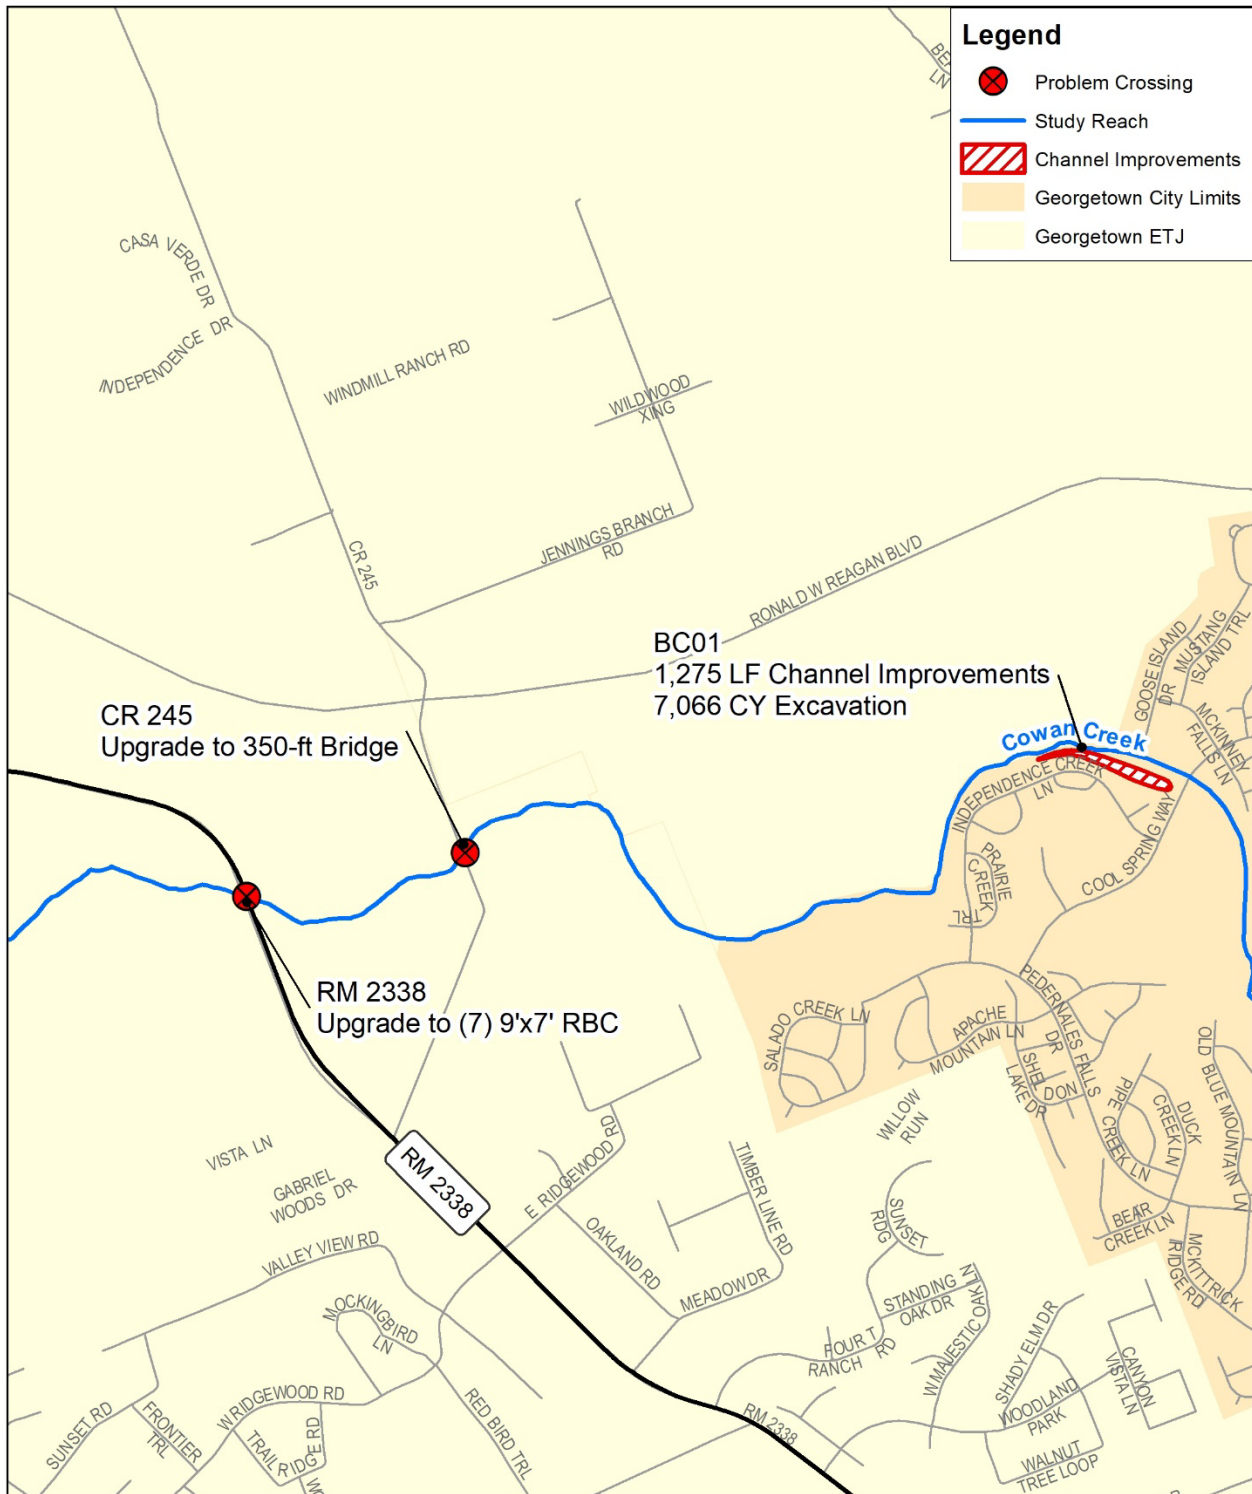 Legend
Problem Crossing
Study Reach
Channel Improvements
Georgetown City Limits
Georgetown ETJ
CASA VERDE DR
INDEPENDENCE DR
WINDMILL RANCH RD
WILDWOOD
XING
JENNINGS BRANCH
RD
CR 245
RONALD W REAGAN BLVD
BC01
1,275 LF Channel Improvements
7,066 CY Excavation
CR 245
Upgrade to 350-ft Bridge
Cowan Creek
GOOSE ISLAND
DR
MUSTANG
ISLAND TRL
MCKINNEY
FALLS LN
INDEPENDENCE CREEK
LN
COOL SPRING WAY
PRAIRIE
CREEK
TRL
RM 2338
Upgrade to (7) 9'x7' RBC
SALADO CREEK LN
APACHE
MOUNTAIN LN
PEDERNALES FALLS
DR
SHELDON
LAKE DR
PIPE
CREEK LN
DUCK
CREEK LN
OLD BLUE MOUNTAIN LN
BEAR
CREEK LN
MCKITTRICK
RIDGE RD
WILLOW
RUN
VISTA LN
GABRIEL
WOODS DR
RM 2338
E RIDGEWOOD RD
TIMBER LINE RD
SUNSET
RDG
VALLEY VIEW RD
OAKLAND RD
MEADOW DR
STANDING
OAK DR
W MAJESTIC OAK LN
FOUR T
RANCH RD
SHADY ELM DR
CANYON
VISTA LN
MOCKINGBIRD
LN
W RIDGEWOOD RD
RED BIRD TRL
RM 2338
WOODLAND
PARK
WALNUT
TREE LOOP
SUNSET RD
FRONTIER
TRL
TRAIL RIDGE RD
LN